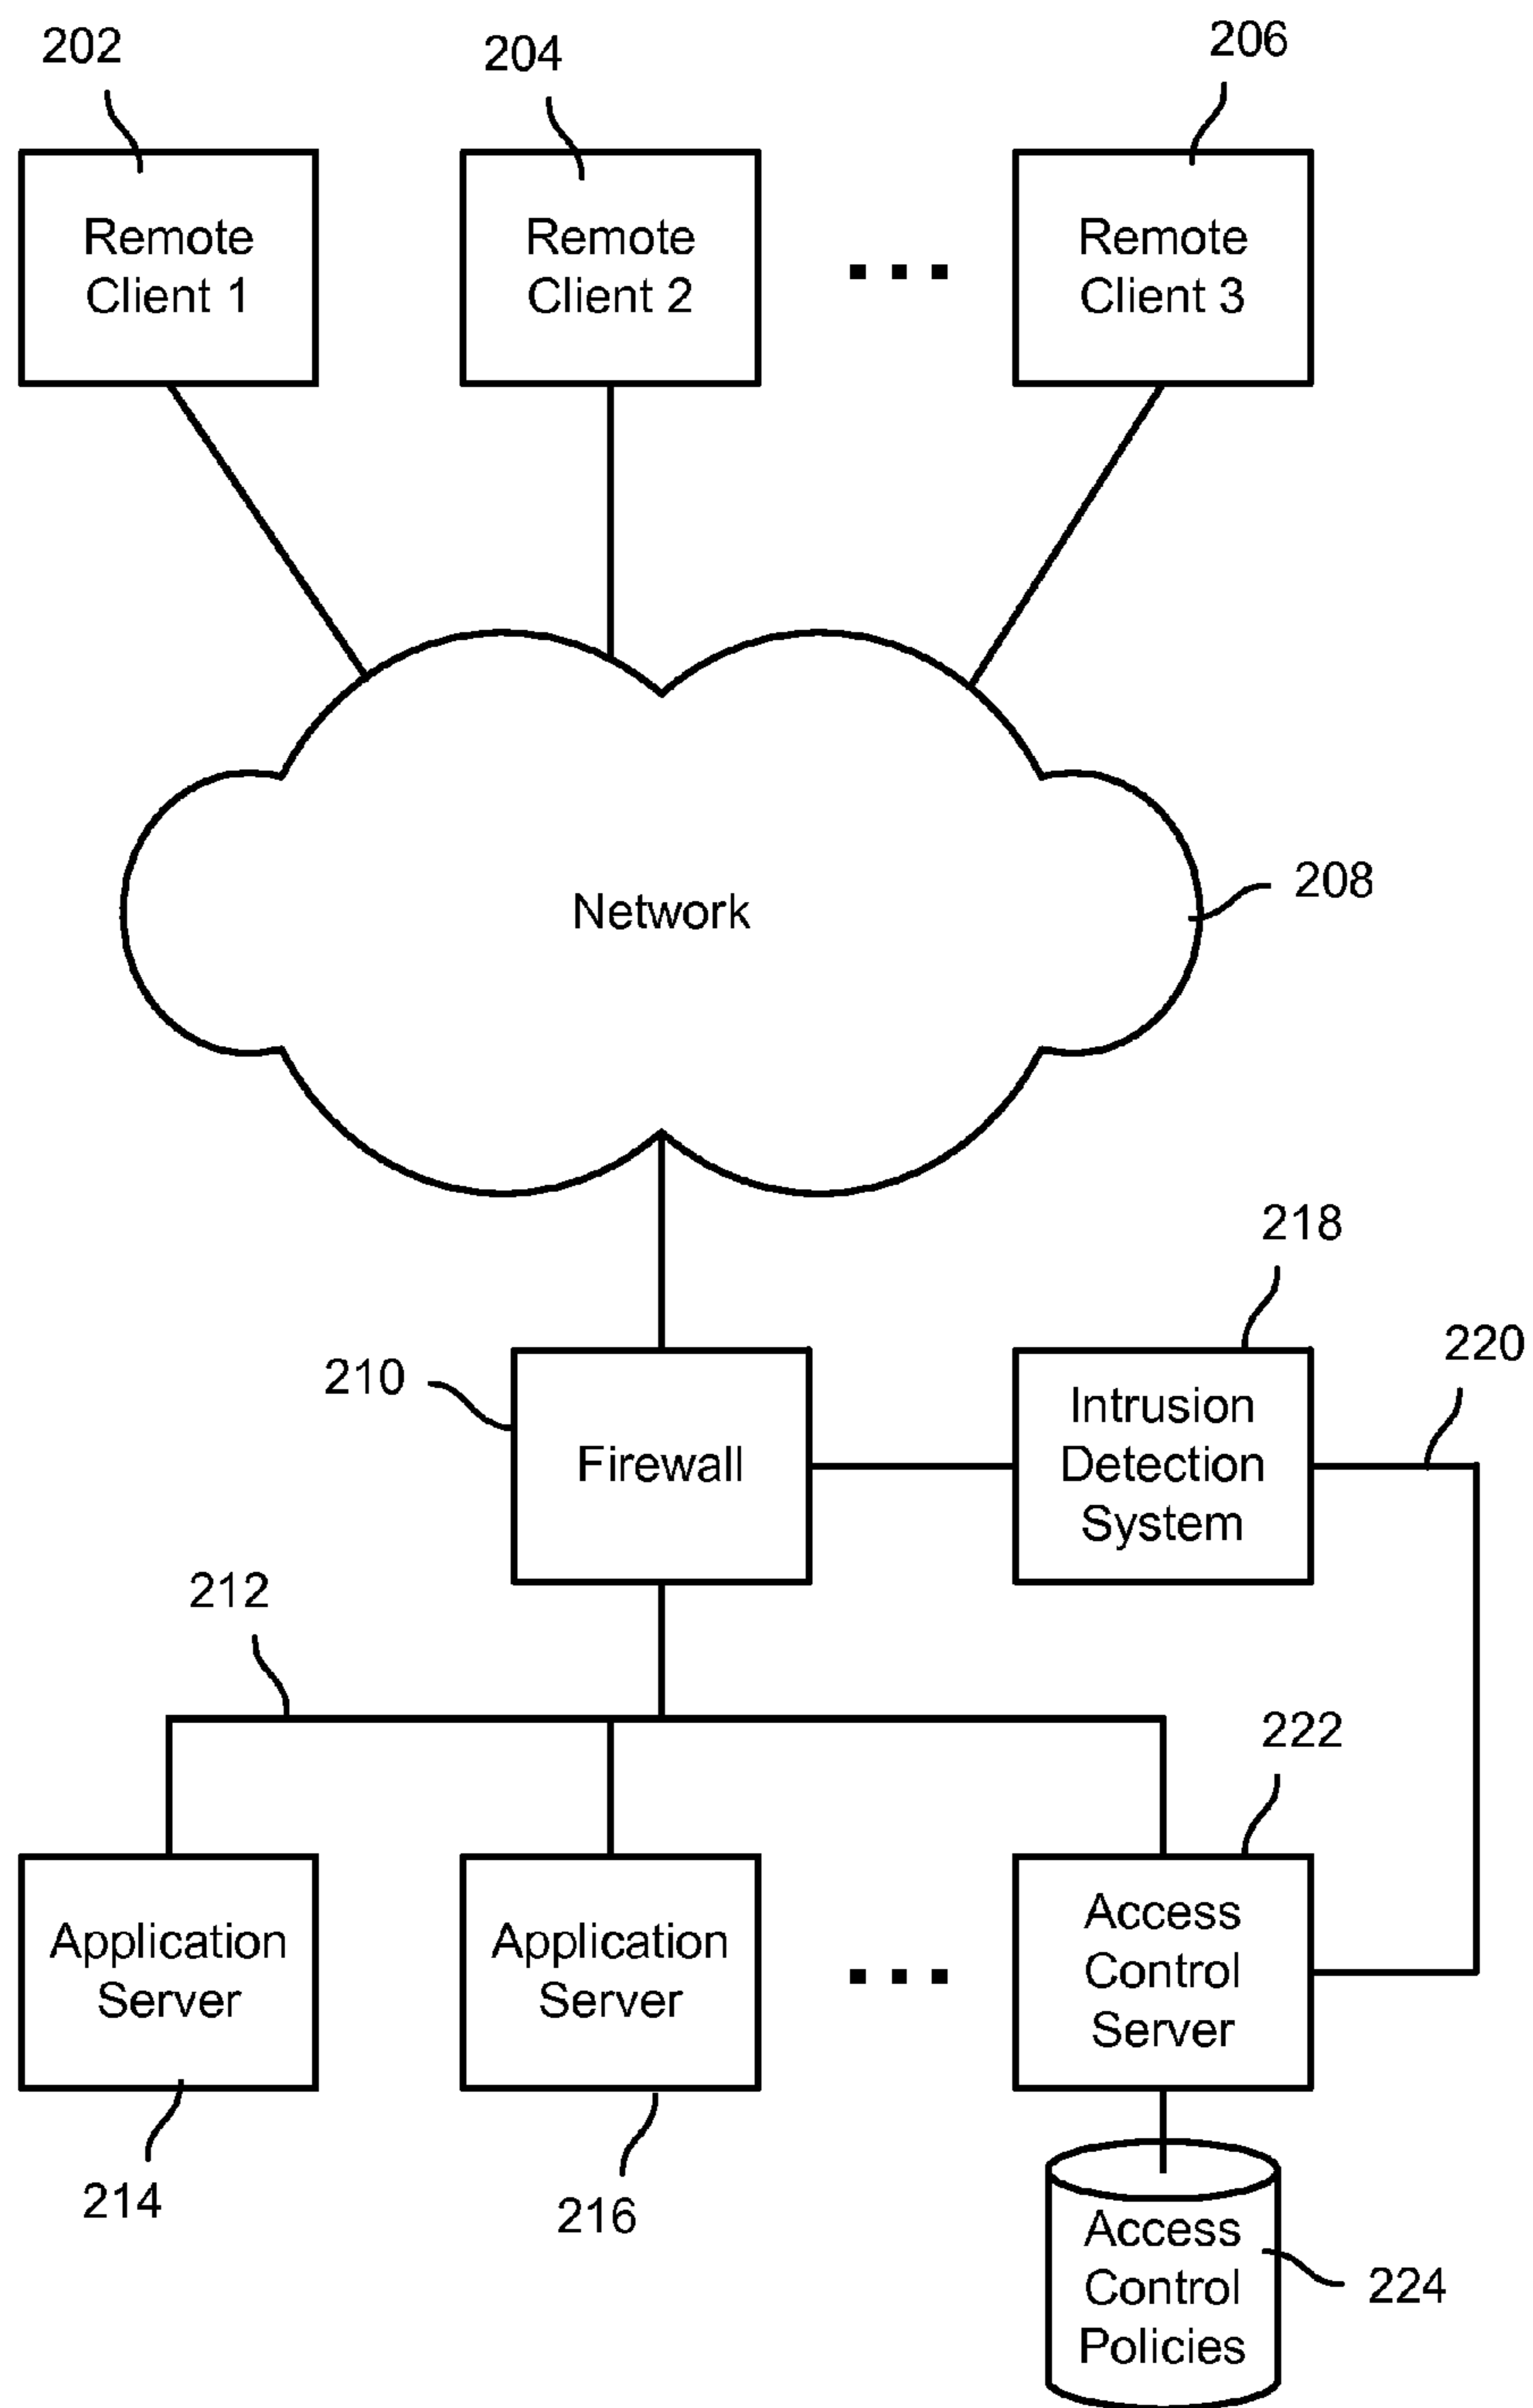 202
204
206
Remote
Client 1
Remote
Client 2
Remote
Client 3
Network
208
218
220
210
Firewall
Intrusion
Detection
System
212
222
Application
Server
Application
Server
Access
Control
Server
214
216
Access
Control
Policies
224